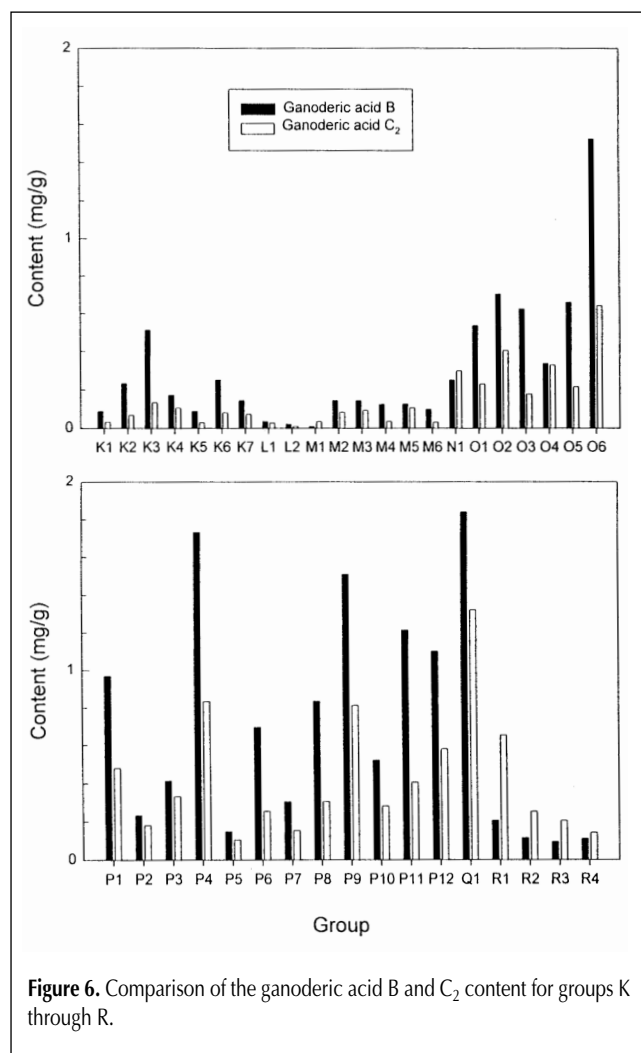 2
Ganoderic acid B
Ganoderic acid C₂
1
Content (mg/g)
0
K1 K2 K3 K4 K5 K6 K7 L1 L2 M1 M2 M3 M4 M5 M6 N1 O1 O2 O3 O4 O5 O6
2
1
Content (mg/g)
0
P1 P2 P3 P4 P5 P6 P7 P8 P9 P10 P11 P12 Q1 R1 R2 R3 R4
Group
Figure 6. Comparison of the ganoderic acid B and C₂ content for groups K
through R.